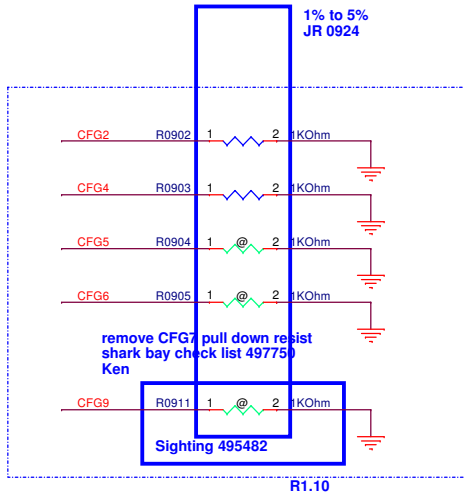 1% to 5%
JR 0924
CFG2 R0902 1 2 1KOhm
CFG4 R0903 1 2 1KOhm
CFG5 R0904 1 @ 2 1KOhm
CFG6 R0905 1 @ 2 1KOhm
remove CFG7 pull down resist
shark bay check list 497750
Ken
CFG9 R0911 1 @ 2 1KOhm
Sighting 495482
R1.10